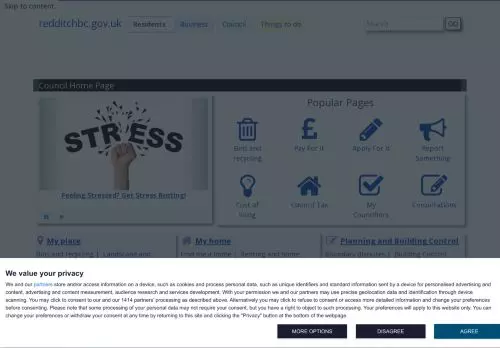 Skip to content.
redditchbc.gov.uk Residents Business Council Things to do Search GO
Council Home Page
STRESS
Feeling Stressed? Get Stress Busting!
Popular Pages
Bins and recycling
Pay For it
Apply For it
Report Something
Cost of living
Council Tax
My Councillors
Consultations
My place
My home
Planning and Building Control
Bins and recycling | Landscape and
Find me a home | Renting and home
Building Control
We value your privacy
We and our partners store and/or access information on a device, such as cookies and process personal data, such as unique identifiers and standard information sent by a device for personalised advertising and
content, advertising and content measurement, audience research and services development. With your permission we and our partners may use precise geolocation data and identification through device
scanning. You may click to consent to our and our 1414 partners' processing as described above. Alternatively you may click to refuse to consent or access more detailed information and change your preferences
before consenting. Please note that some processing of your personal data may not require your consent, but you have a right to object to such processing. Your preferences will apply to this website only. You can
change your preferences or withdraw your consent at any time by returning to this site and clicking the "Privacy" button at the bottom of the webpage.
MORE OPTIONS DISAGREE AGREE